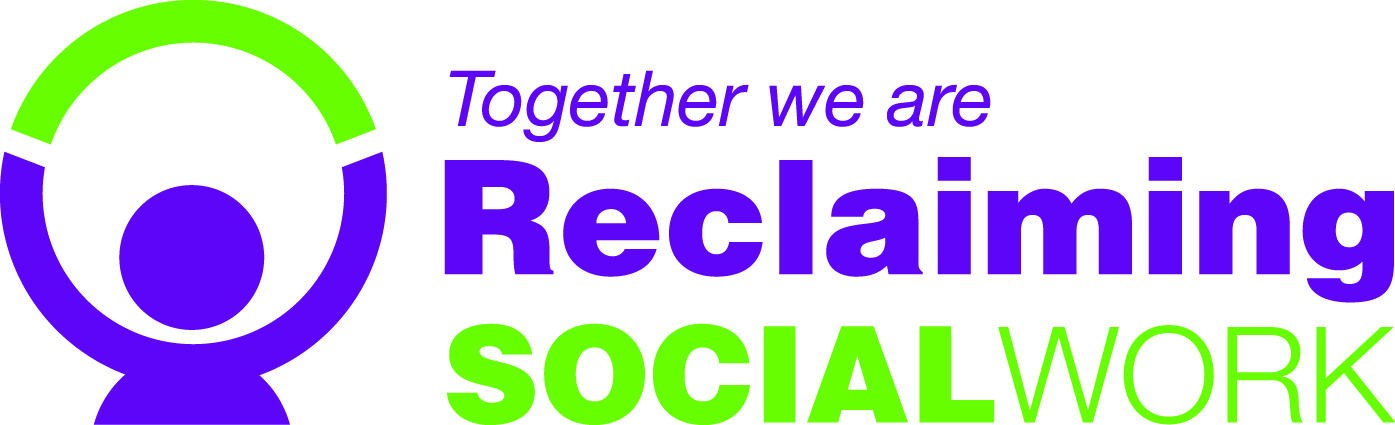 Together we are
Reclaiming
SOCIALWORK